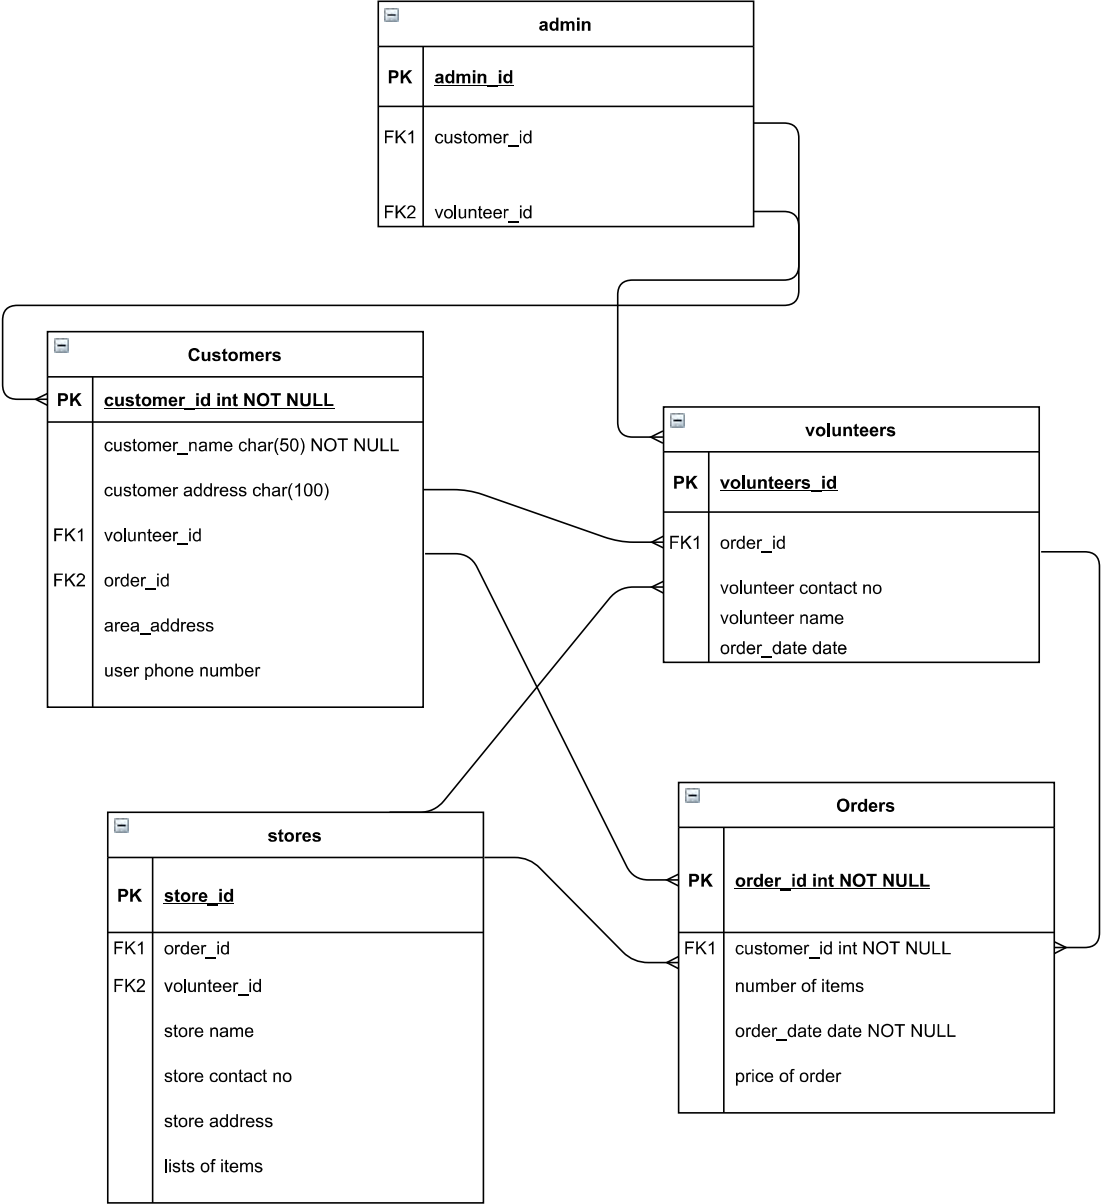 admin
PK admin_id
FK1 customer_id
FK2 volunteer_id
Customers
PK customer_id int NOT NULL
customer_name char(50) NOT NULL
customer address char(100)
FK1 volunteer_id
FK2 order_id
area_address
user phone number
volunteers
PK volunteers_id
FK1 order_id
volunteer contact no
volunteer name
order_date date
stores
PK store_id
FK1 order_id
FK2 volunteer_id
store name
store contact no
store address
lists of items
Orders
PK order_id int NOT NULL
FK1 customer_id int NOT NULL
number of items
order_date date NOT NULL
price of order